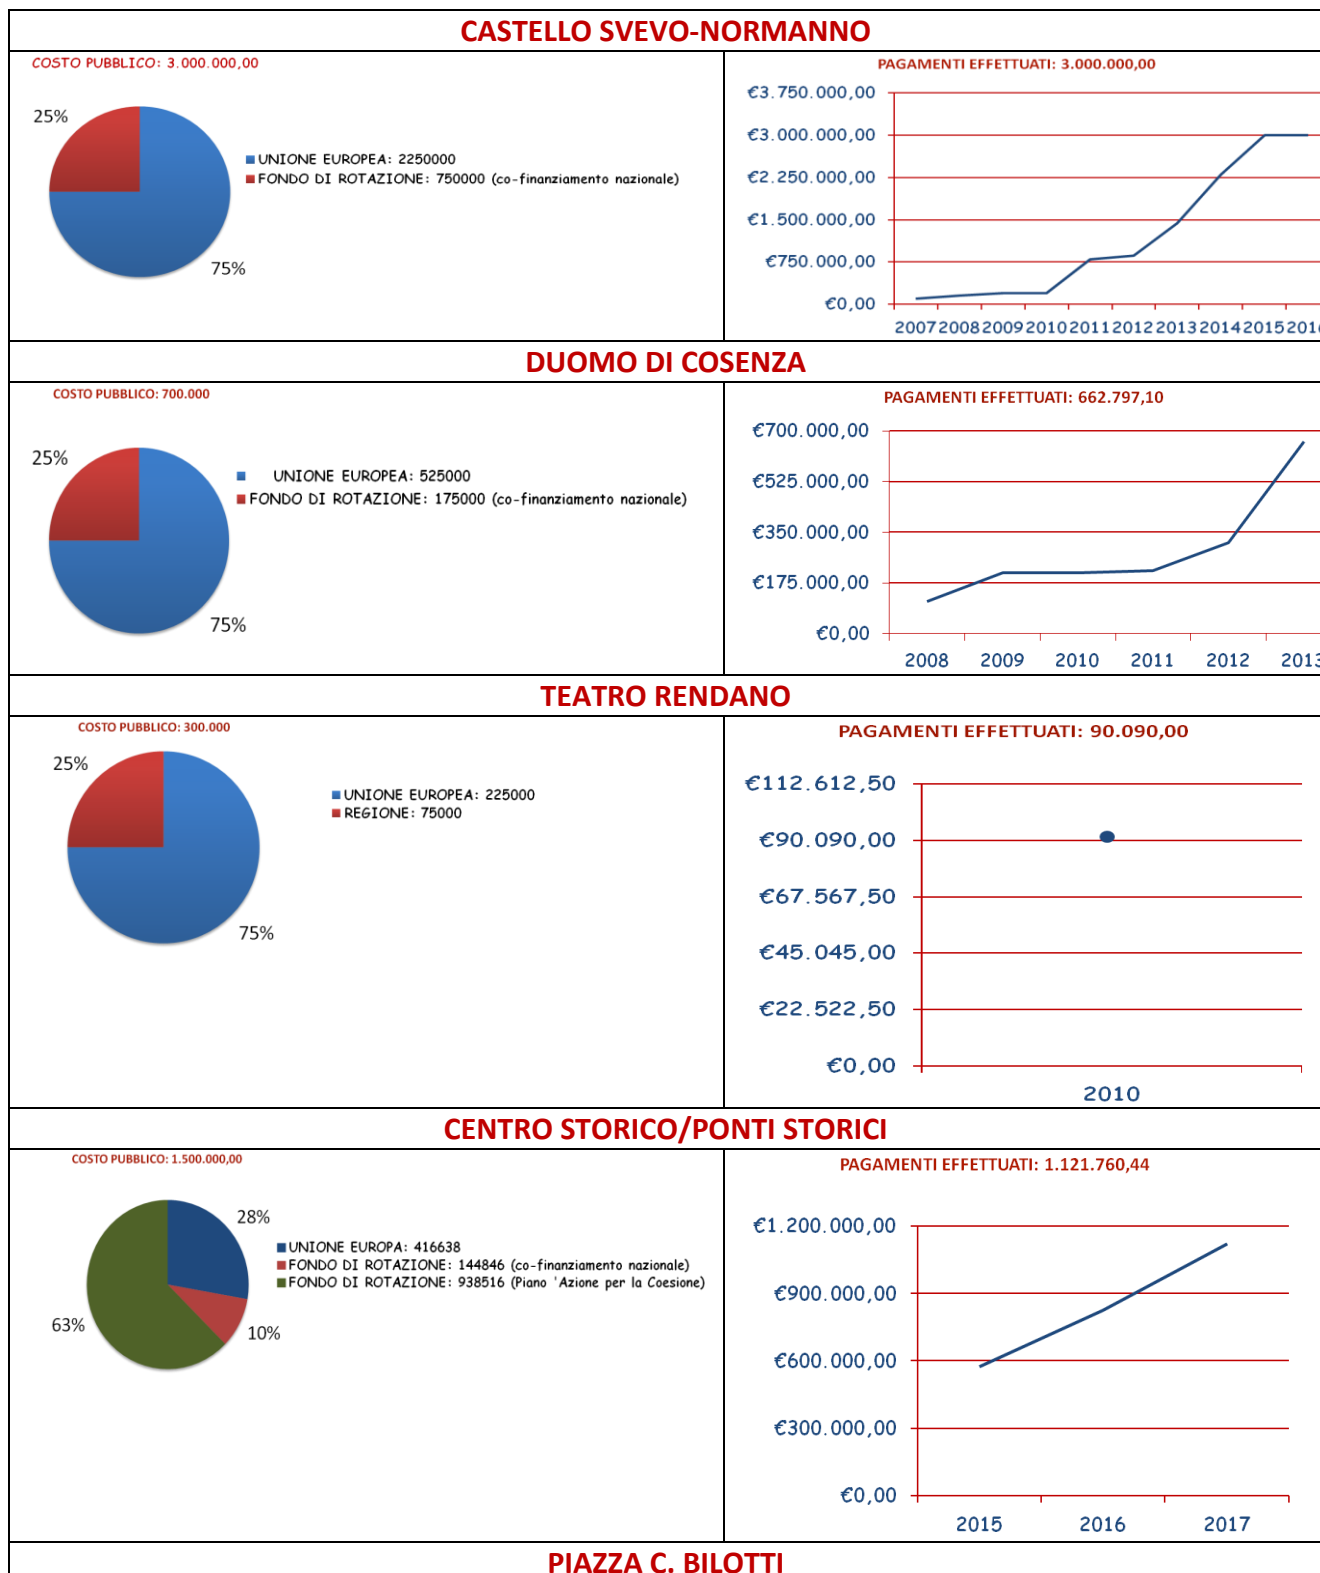 CASTELLO SVEVO-NORMANNO
COSTO PUBBLICO: 3.000.000,00
25%
75%
UNIONE EUROPEA: 2250000
FONDO DI ROTAZIONE: 750000 (co-finanziamento nazionale)
PAGAMENTI EFFETTUATI: 3.000.000,00
€3.750.000,00
€3.000.000,00
€2.250.000,00
€1.500.000,00
€750.000,00
€0,00
2007 2008 2009 2010 2011 2012 2013 2014 2015 2016
DUOMO DI COSENZA
COSTO PUBBLICO: 700.000
25%
75%
UNIONE EUROPEA: 525000
FONDO DI ROTAZIONE: 175000 (co-finanziamento nazionale)
PAGAMENTI EFFETTUATI: 662.797,10
€700.000,00
€525.000,00
€350.000,00
€175.000,00
€0,00
2008 2009 2010 2011 2012 2013
TEATRO RENDANO
COSTO PUBBLICO: 300.000
25%
75%
UNIONE EUROPEA: 225000
REGIONE: 75000
PAGAMENTI EFFETTUATI: 90.090,00
€112.612,50
€90.090,00
€67.567,50
€45.045,00
€22.522,50
€0,00
2010
CENTRO STORICO/PONTI STORICI
COSTO PUBBLICO: 1.500.000,00
28%
10%
63%
UNIONE EUROPA: 416638
FONDO DI ROTAZIONE: 144846 (co-finanziamento nazionale)
FONDO DI ROTAZIONE: 938516 (Piano 'Azione per la Coesione)
PAGAMENTI EFFETTUATI: 1.121.760,44
€1.200.000,00
€900.000,00
€600.000,00
€300.000,00
€0,00
2015 2016 2017
PIAZZA C. BILOTTI